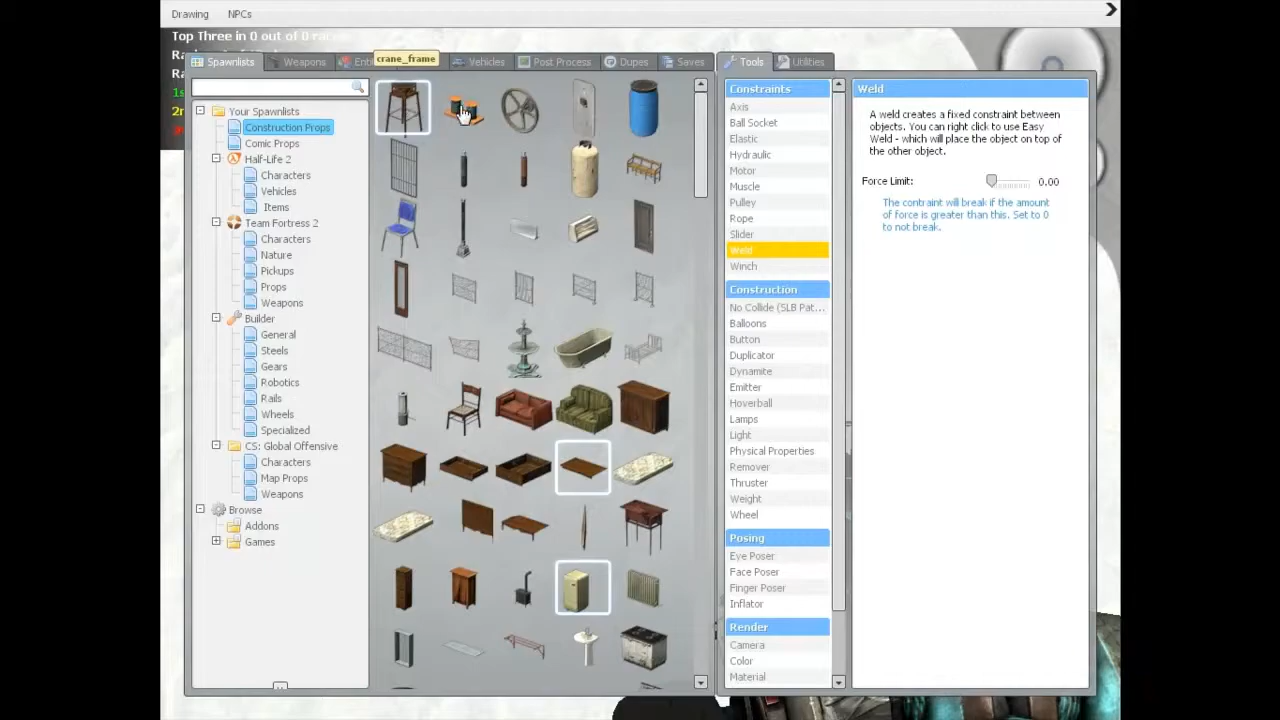 Drawing NPCs
Top Three in 0 out of 0 ra
Ra
Ra
1s
2r
Spawnlists Weapons Enti crane_frame Vehicles Post Process Dupes Saves Tools Utilities
Your Spawnlists
Construction Props
Comic Props
Half-Life 2
Characters
Vehicles
Items
Team Fortress 2
Characters
Nature
Pickups
Props
Weapons
Builder
General
Steels
Gears
Robotics
Rails
Wheels
Specialized
CS: Global Offensive
Characters
Map Props
Weapons
Browse
Addons
Games
Constraints
Axis
Ball Socket
Elastic
Hydraulic
Motor
Muscle
Pulley
Rope
Slider
Weld
Winch
Construction
No Collide (SLB Pat...
Balloons
Button
Duplicator
Dynamite
Emitter
Hoverball
Lamps
Light
Physical Properties
Remover
Thruster
Weight
Wheel
Posing
Eye Poser
Face Poser
Finger Poser
Inflator
Render
Camera
Color
Material
Weld
A weld creates a fixed constraint between
objects. You can right click to use Easy
Weld - which will place the object on top of
the other object.
Force Limit: 0.00
The contraint will break if the amount
of force is greater than this. Set to 0
to not break.